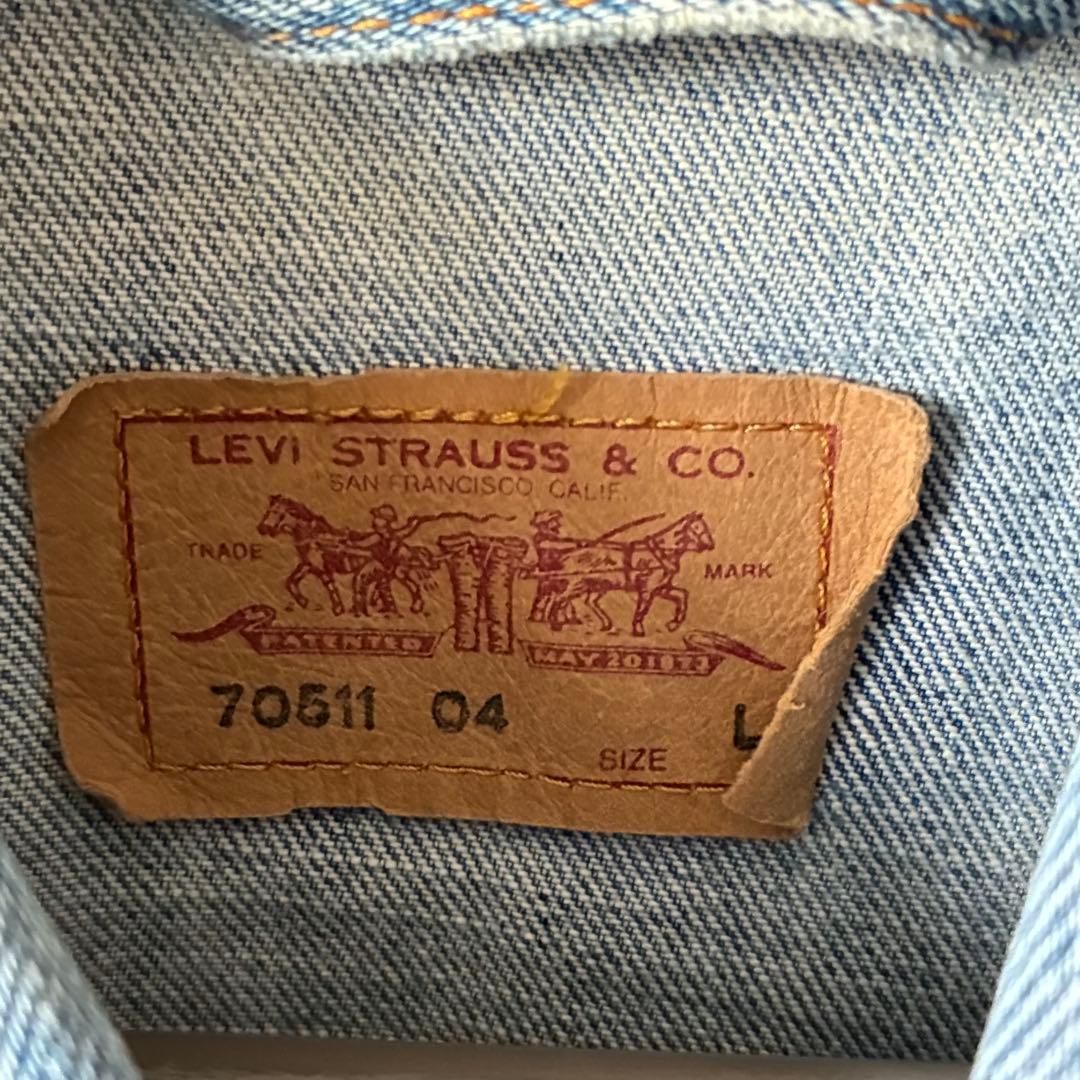 LEVI STRAUSS & CO.
SAN FRANCISCO, CALIF.
TRADE MARK
PATENTED MAY 20 1873
70511 04 L
SIZE